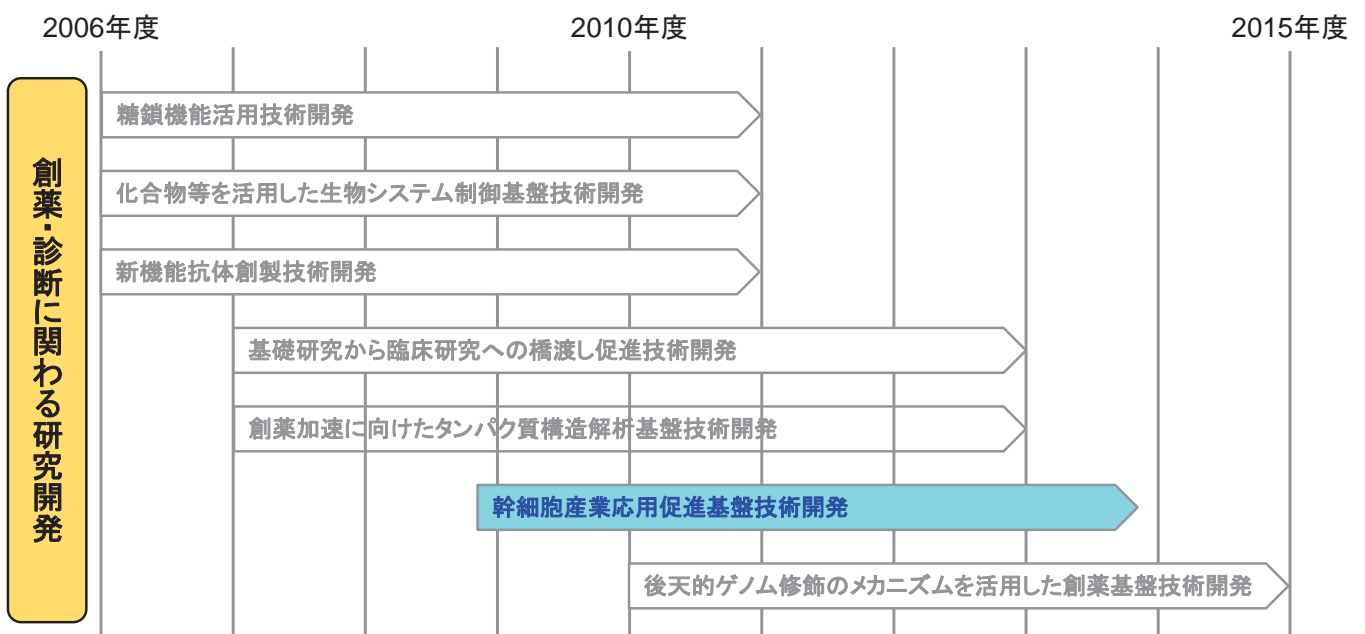 2006年度 2010年度 2015年度
創薬・診断に関わる研究開発
糖鎖機能活用技術開発
化合物等を活用した生物システム制御基盤技術開発
新機能抗体創製技術開発
基礎研究から臨床研究への橋渡し促進技術開発
創薬加速に向けたタンパク質構造解析基盤技術開発
幹細胞産業応用促進基盤技術開発
後天的ゲノム修飾のメカニズムを活用した創薬基盤技術開発